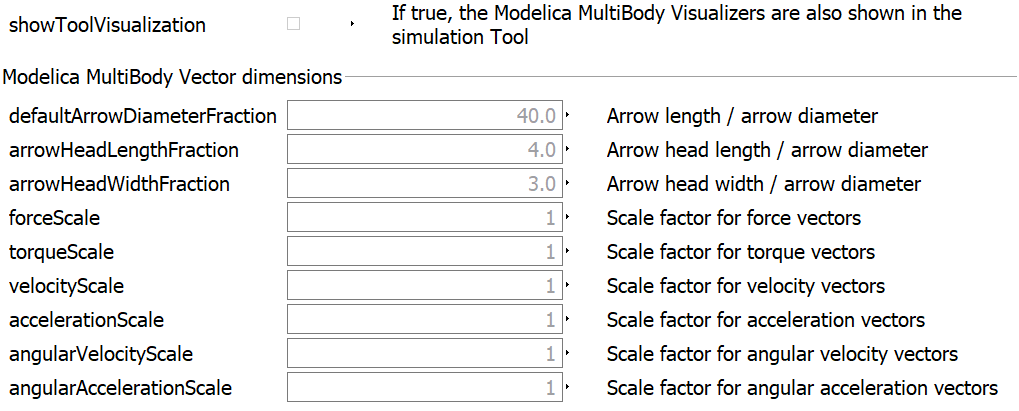 showToolVisualization If true, the Modelica MultiBody Visualizers are also shown in the
simulation Tool
Modelica MultiBody Vector dimensions
defaultArrowDiameterFraction 40.0 Arrow length / arrow diameter
arrowHeadLengthFraction 4.0 Arrow head length / arrow diameter
arrowHeadWidthFraction 3.0 Arrow head width / arrow diameter
forceScale 1 Scale factor for force vectors
torqueScale 1 Scale factor for torque vectors
velocityScale 1 Scale factor for velocity vectors
accelerationScale 1 Scale factor for acceleration vectors
angularVelocityScale 1 Scale factor for angular velocity vectors
angularAccelerationScale 1 Scale factor for angular acceleration vectors